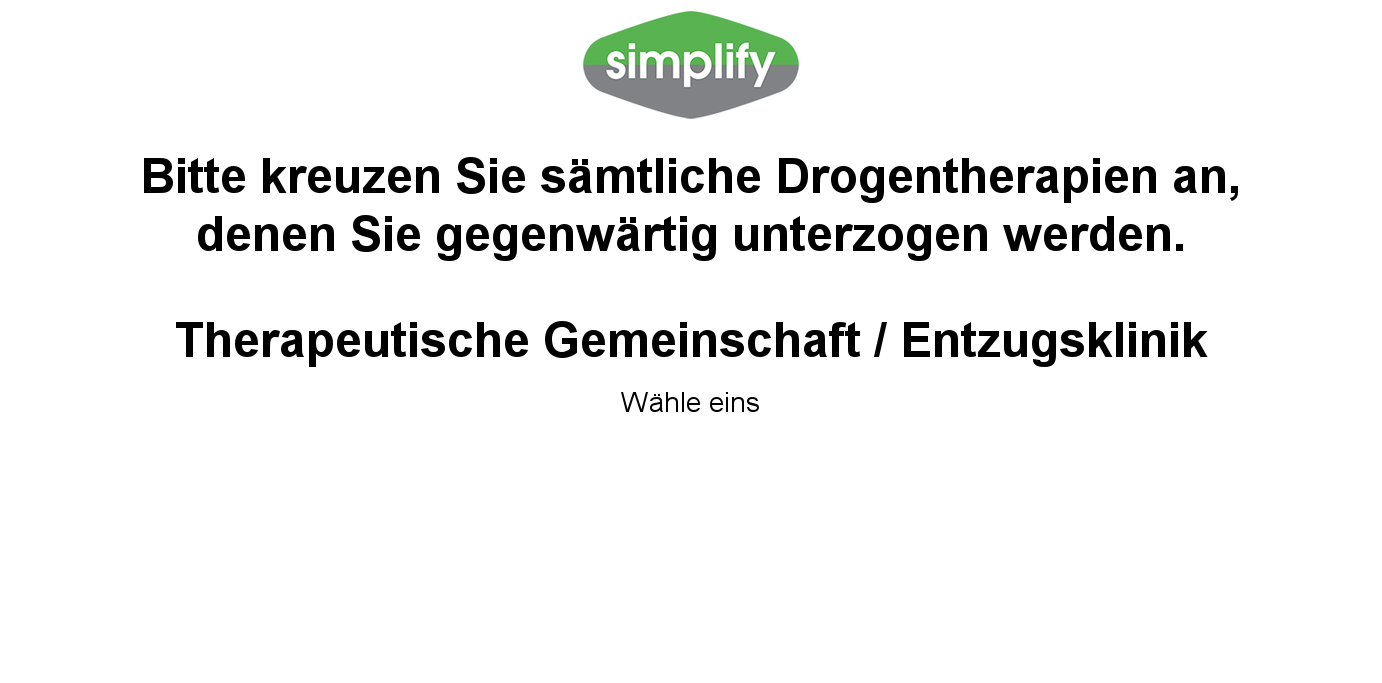 simplify
Bitte kreuzen Sie sämtliche Drogentherapien an,
denen Sie gegenwärtig unterzogen werden.
Therapeutische Gemeinschaft / Entzugsklinik
Wähle eins